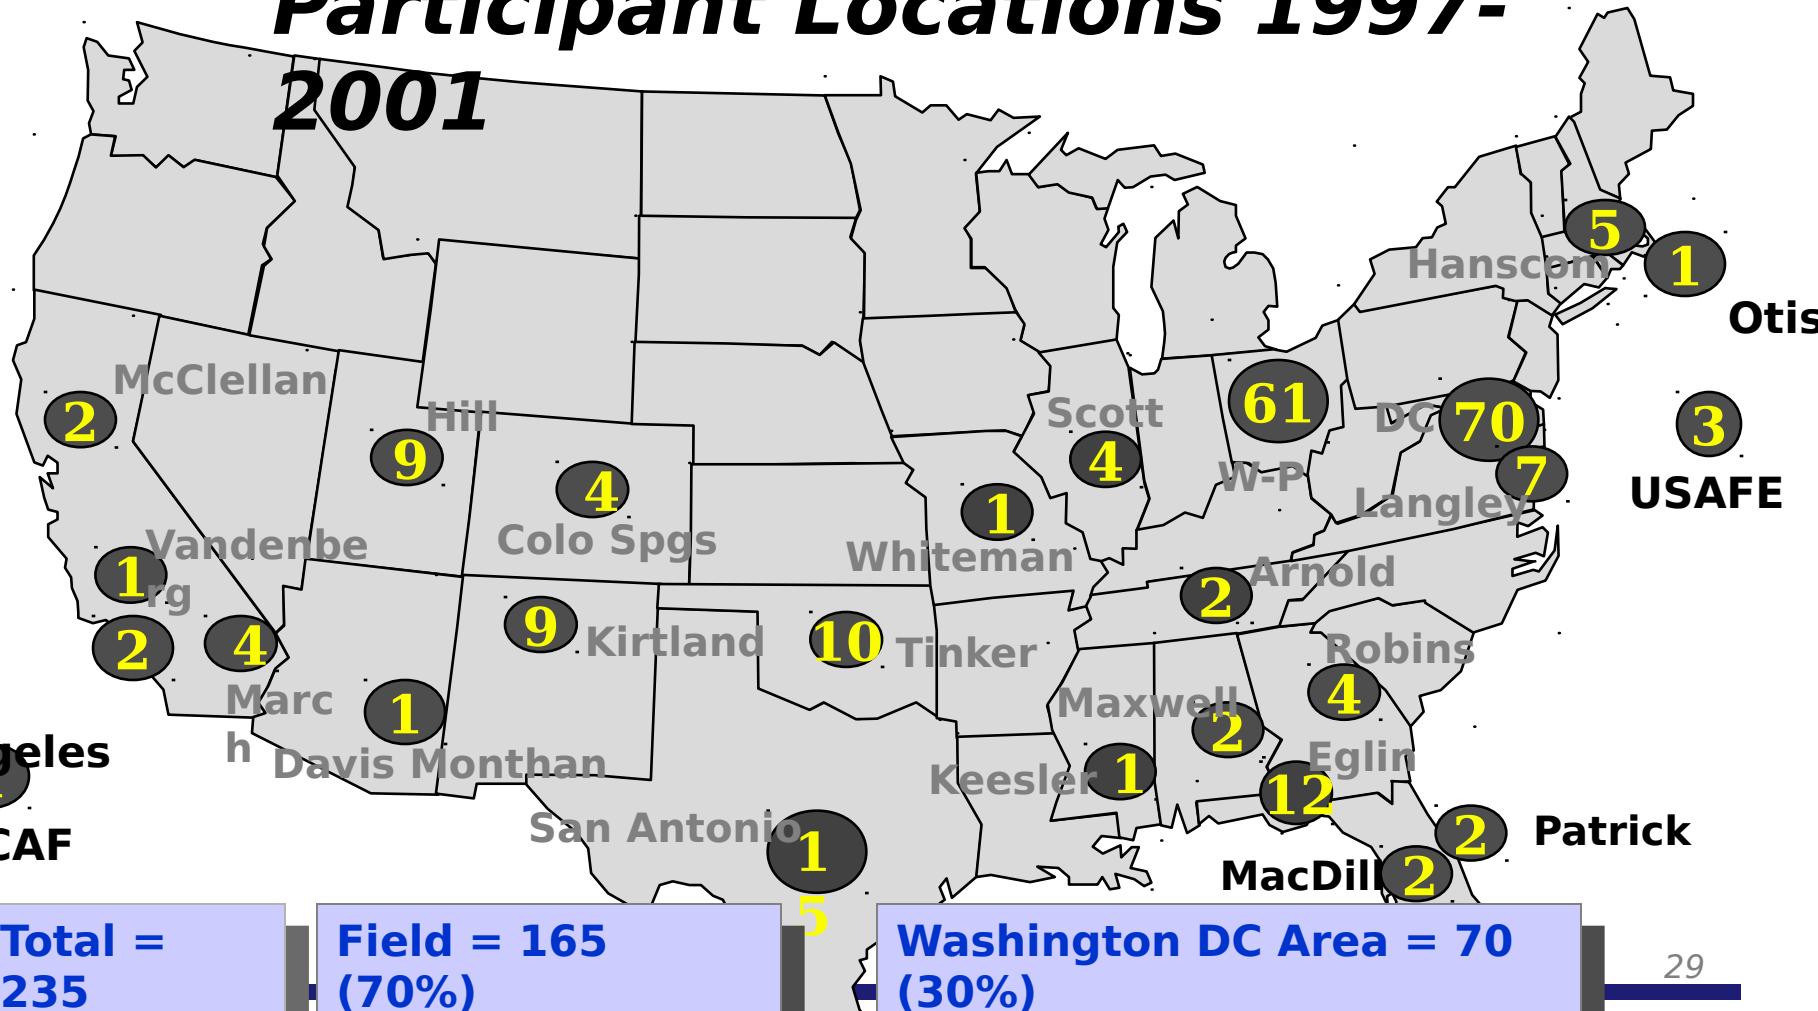 Participant Locations 1997-
2001
5
Hanscom
1
Otis
McClellan
2
Hill
9
4
Colo Spgs
Scott
4
61
W-P
DC
70
7
Langley
3
USAFE
1
Whiteman
Vandenbe
rg
1
2
4
Marc
h
9
Kirtland
10
Tinker
2
Arnold
Robins
4
1
Davis Monthan
Maxwell
2
Keesler
1
Eglin
12
geles
CAF
San Antonio
1
5
2
Patrick
MacDill
2
Total =
235
Field = 165
(70%)
Washington DC Area = 70
(30%)
29